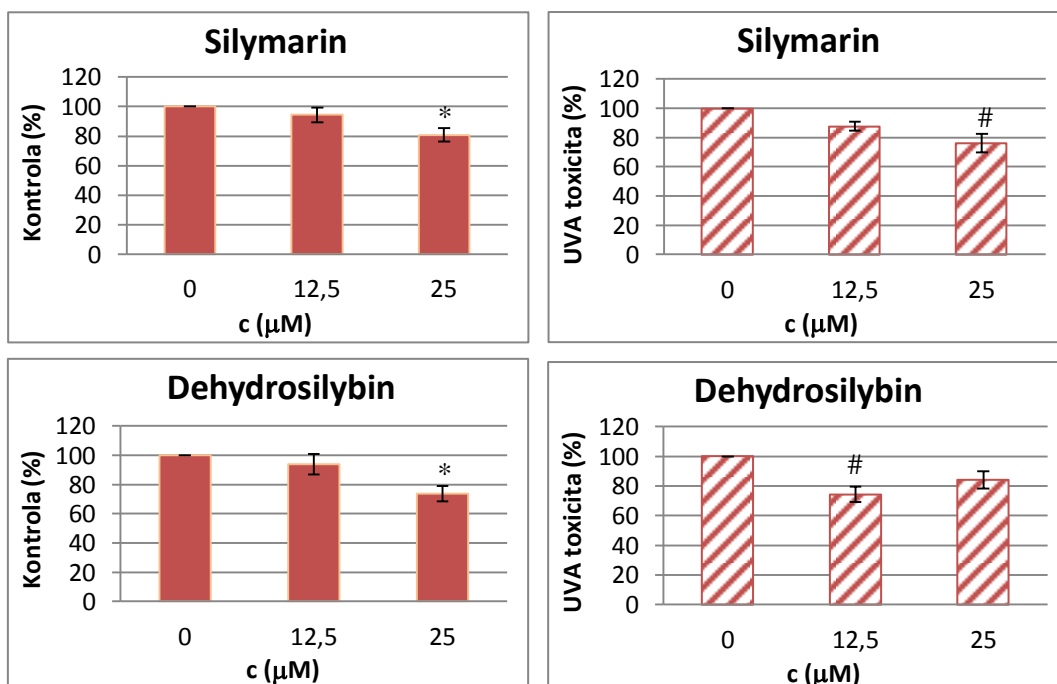 Silymarin
Kontrola (%)
120
100
80
60
40
20
0
*
0 12,5 25
c (μM)
Silymarin
UVA toxicita (%)
120
100
80
60
40
20
0
#
0 12,5 25
c (μM)
Dehydrosilybin
Kontrola (%)
120
100
80
60
40
20
0
*
0 12,5 25
c (μM)
Dehydrosilybin
UVA toxicita (%)
120
100
80
60
40
20
0
#
0 12,5 25
c (μM)